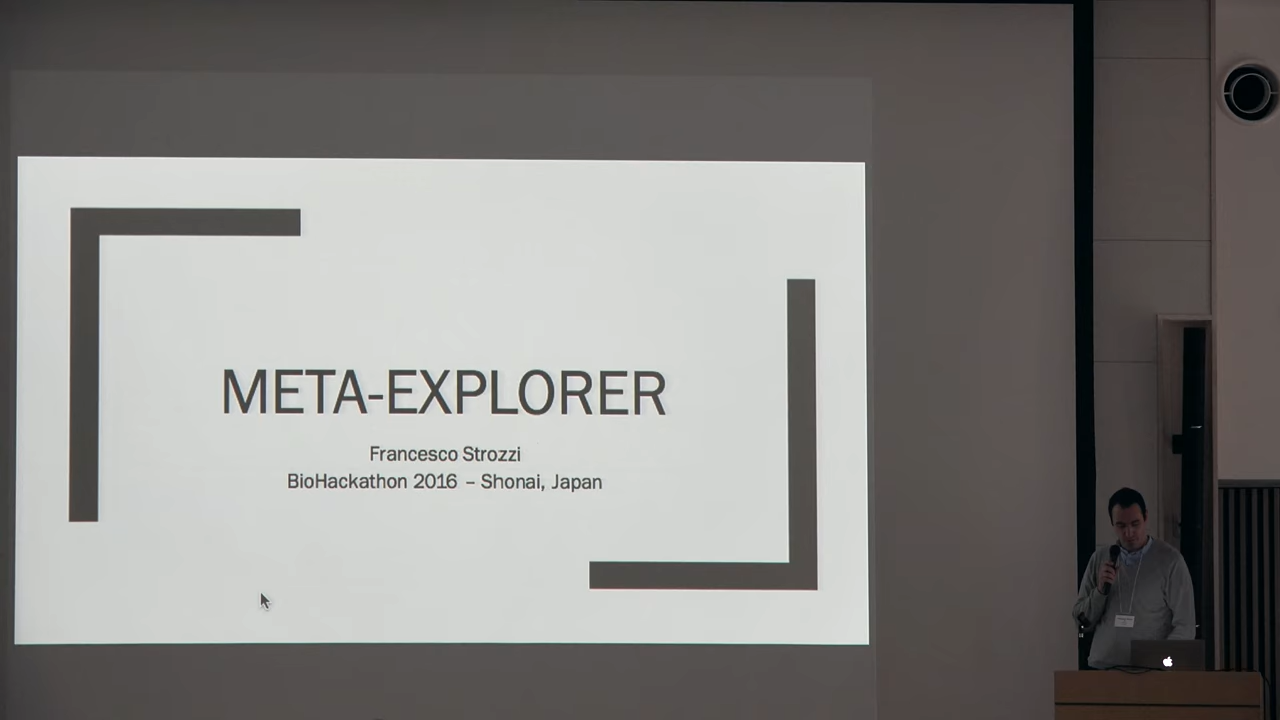 META-EXPLORER
Francesco Strozzi
BioHackathon 2016 – Shonai, Japan